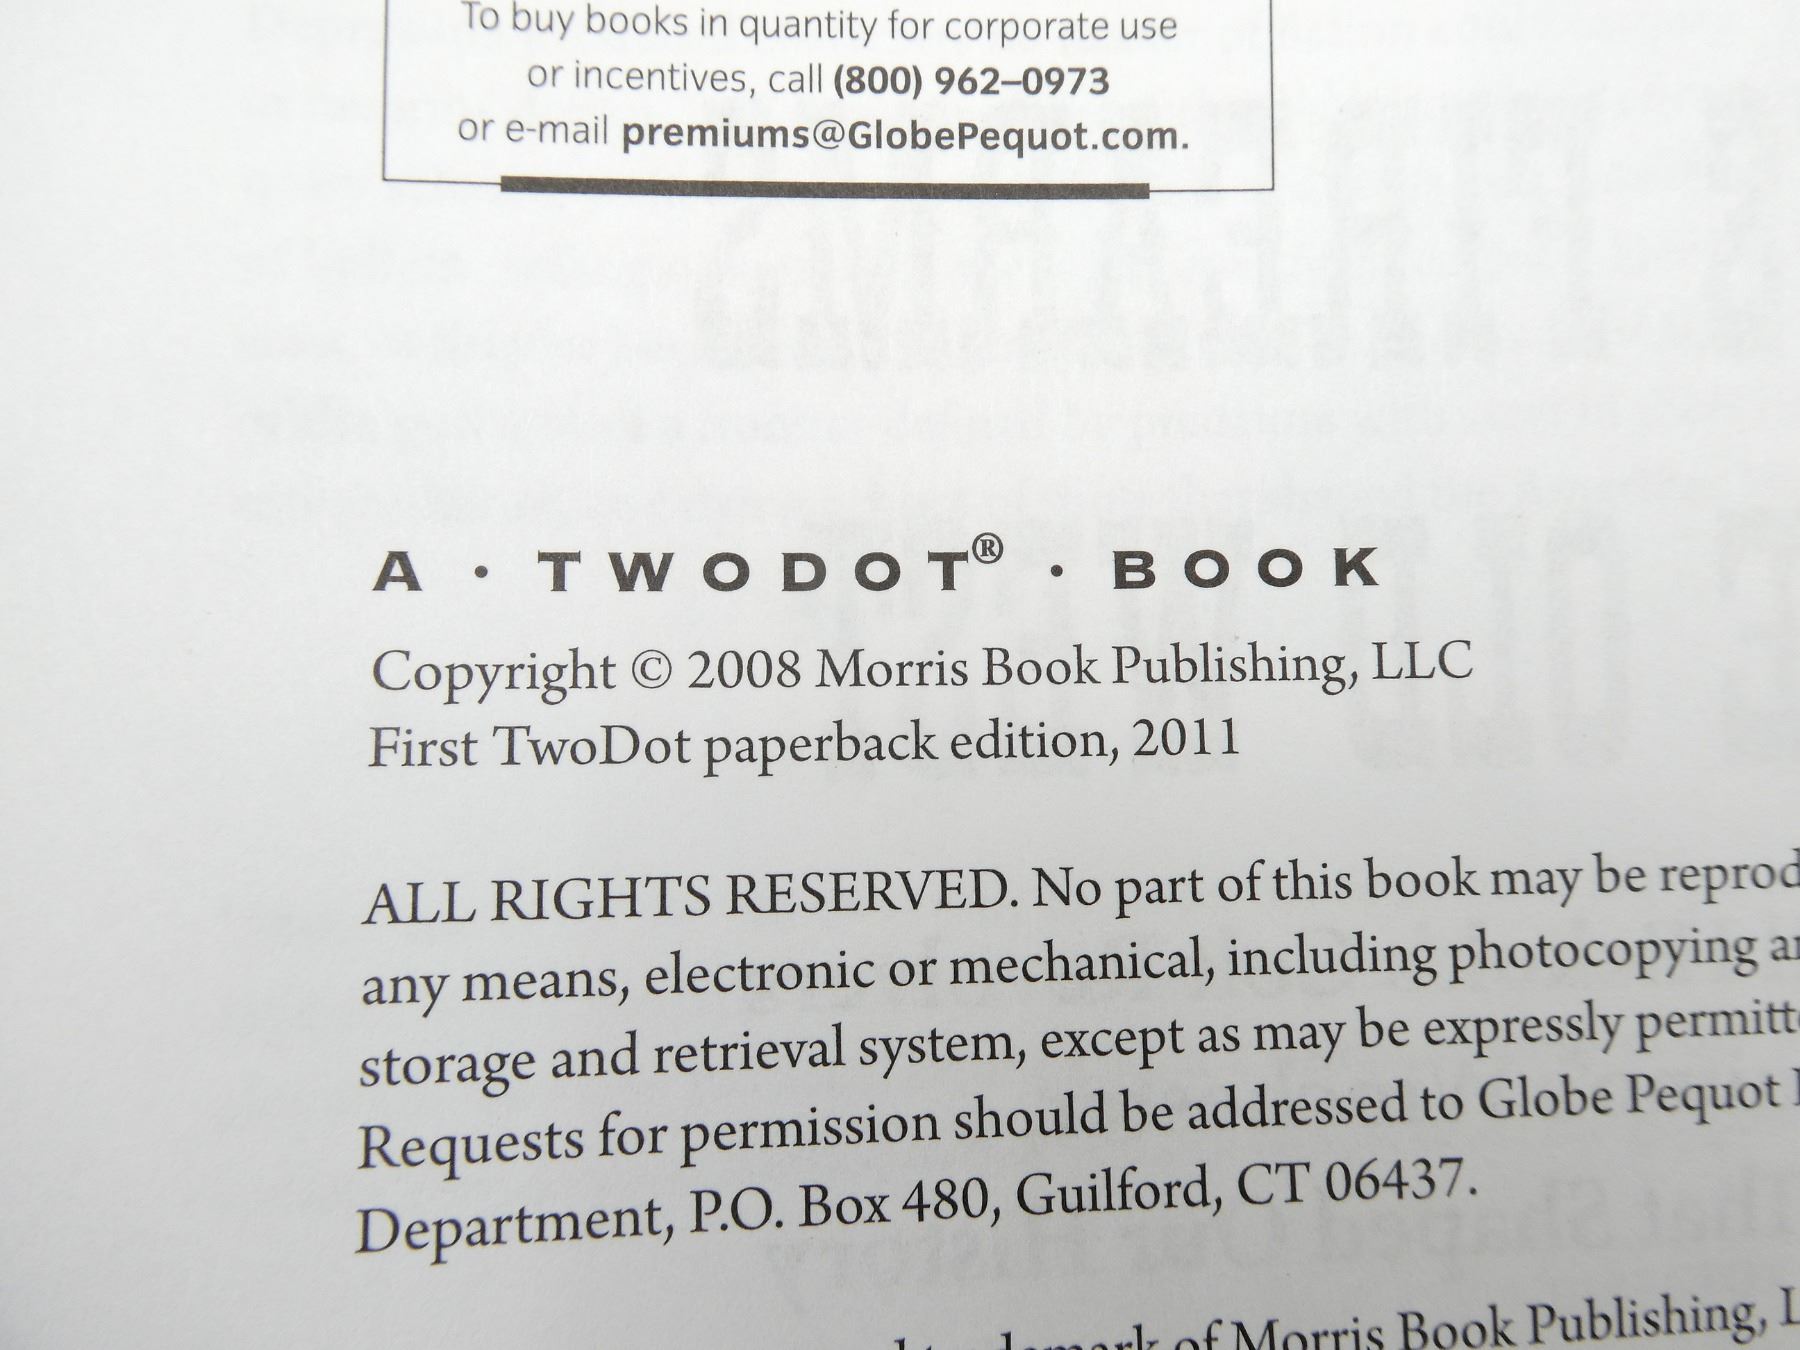 To buy books in quantity for corporate use
or incentives, call (800) 962–0973
or e-mail premiums@GlobePequot.com.
A · TWODOT® · BOOK
Copyright © 2008 Morris Book Publishing, LLC
First TwoDot paperback edition, 2011
ALL RIGHTS RESERVED. No part of this book may be reprod
any means, electronic or mechanical, including photocopying
storage and retrieval system, except as may be expressly permitt
Requests for permission should be addressed to Globe Pequot
Department, P.O. Box 480, Guilford, CT 06437.
of Morris Book Publishing,